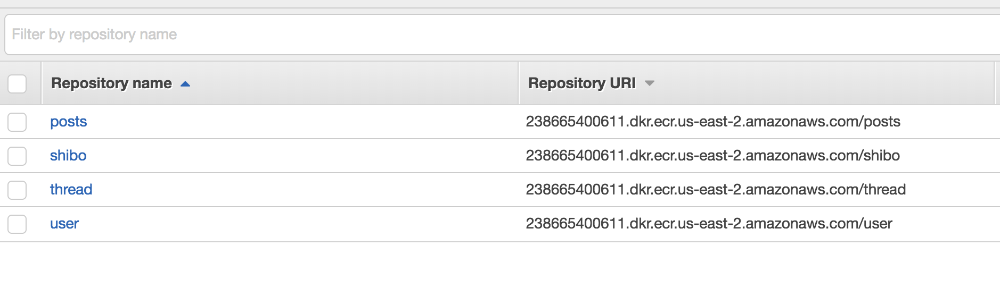 Filter by repository name
Repository name Repository URI
posts 238665400611.dkr.ecr.us-east-2.amazonaws.com/posts
shibo 238665400611.dkr.ecr.us-east-2.amazonaws.com/shibo
thread 238665400611.dkr.ecr.us-east-2.amazonaws.com/thread
user 238665400611.dkr.ecr.us-east-2.amazonaws.com/user